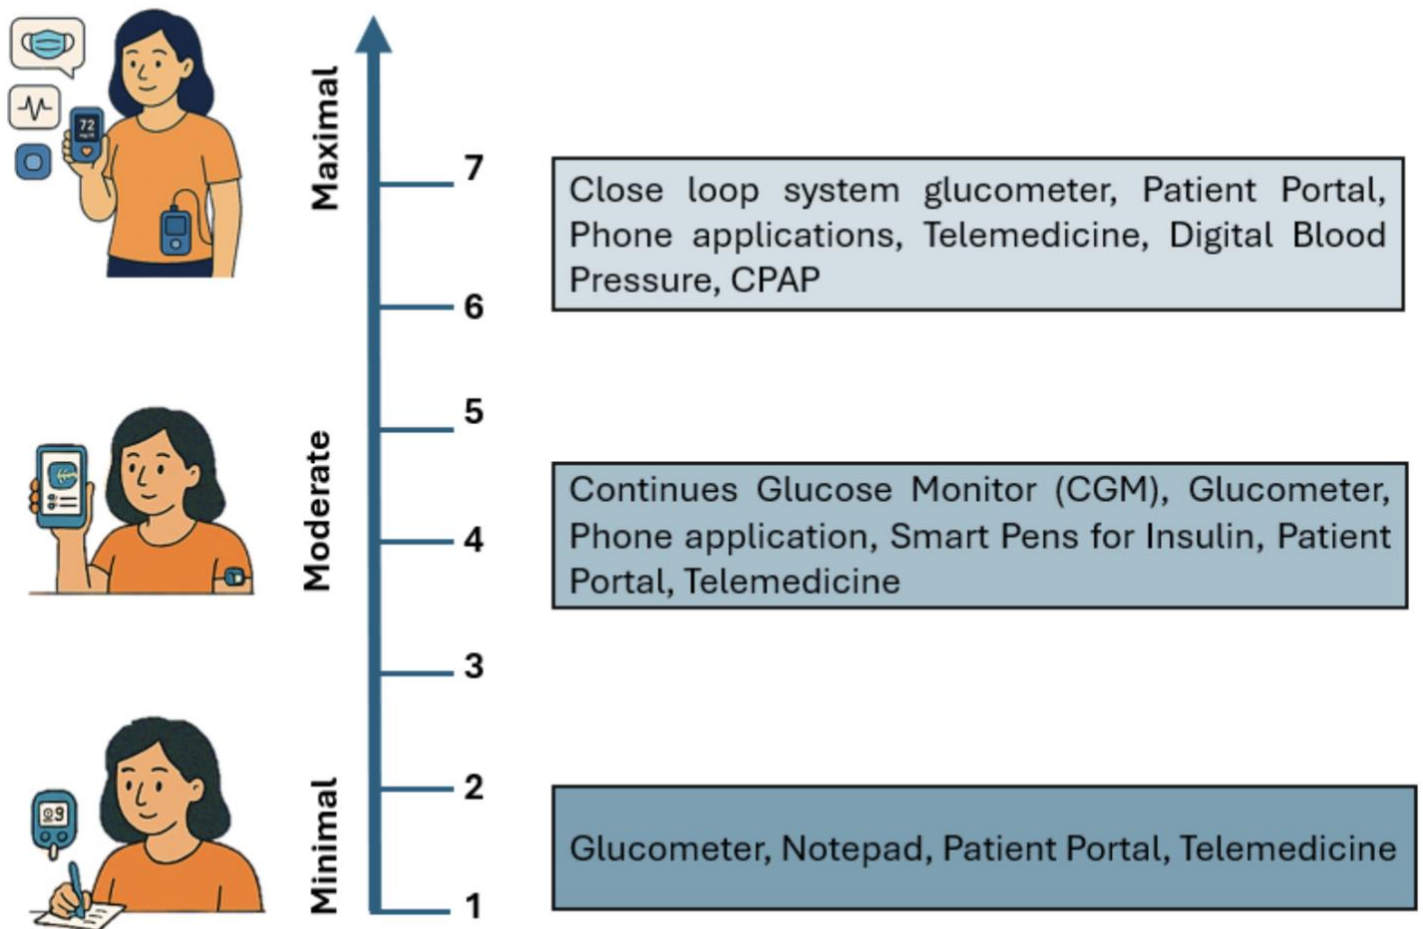 72
Maximal
7
Close loop system glucometer, Patient Portal,
Phone applications, Telemedicine, Digital Blood
Pressure, CPAP
6
5
Moderate
Continues Glucose Monitor (CGM), Glucometer,
Phone application, Smart Pens for Insulin, Patient
Portal, Telemedicine
4
3
2
Minimal
Glucometer, Notepad, Patient Portal, Telemedicine
1